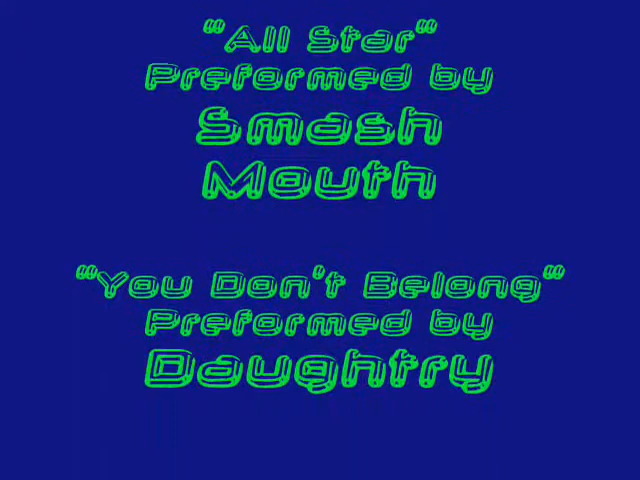 "All Star"
Preformed by
Smash
Mouth
"You Don't Belong"
Preformed by
Daughtry